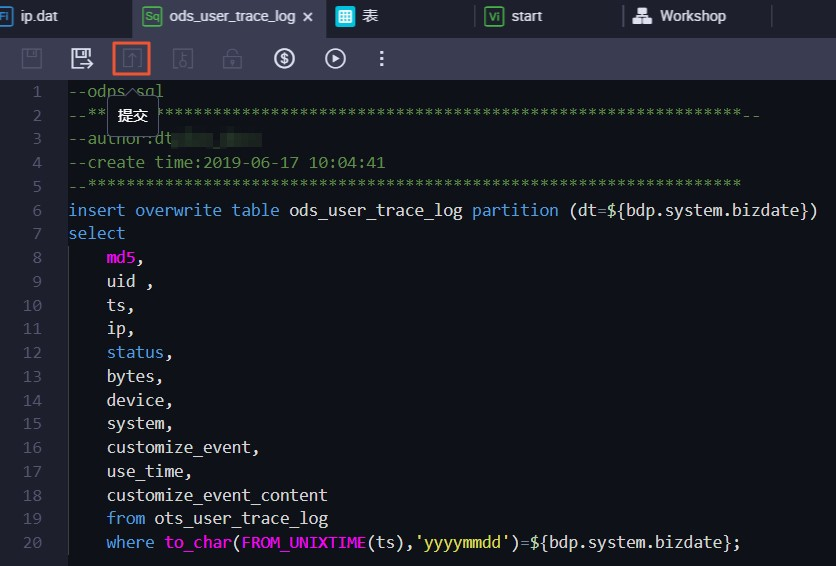 Fi ip.dat Sq ods_user_trace_log × 表 Vi start Workshop
提交
1 --odps sql
2 --********************************************************************--
3 --author:dt
4 --create time:2019-06-17 10:04:41
5 --********************************************************************
6 insert overwrite table ods_user_trace_log partition (dt=${bdp.system.bizdate})
7 select
8 md5,
9 uid ,
10 ts,
11 ip,
12 status,
13 bytes,
14 device,
15 system,
16 customize_event,
17 use_time,
18 customize_event_content
19 from ots_user_trace_log
20 where to_char(FROM_UNIXTIME(ts),'yyyymmdd')=${bdp.system.bizdate};